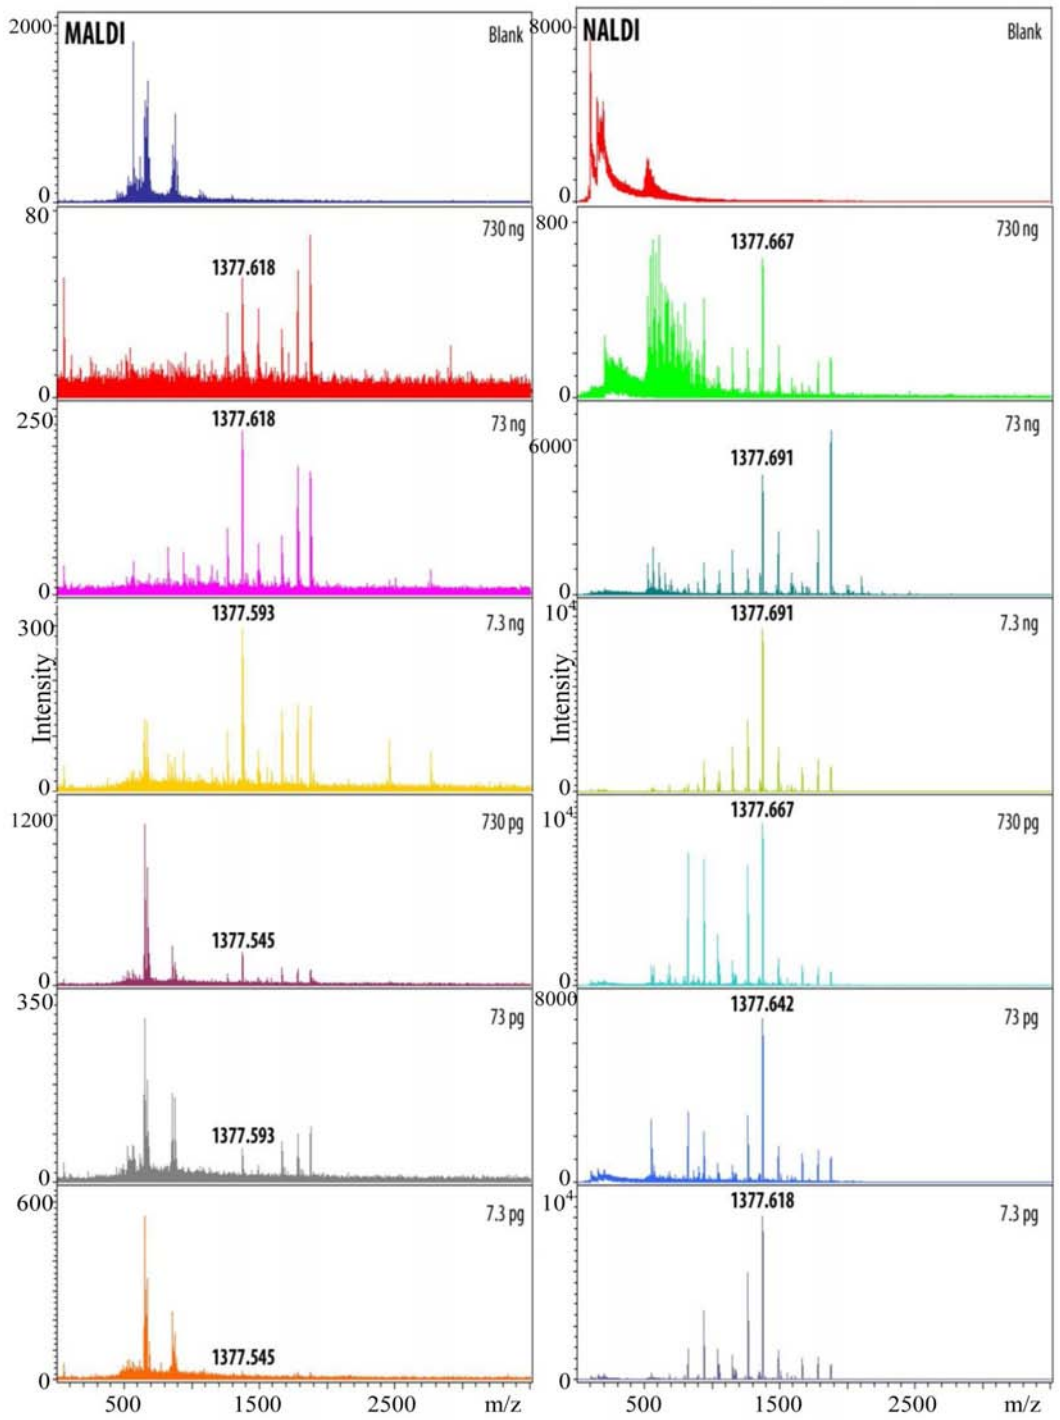 2000
MALDI
Blank
0
8000
NALDI
Blank
0
80
730 ng
1377.618
0
800
730 ng
1377.667
0
250
1377.618
73 ng
0
6000
73 ng
1377.691
0
300
1377.593
7.3 ng
Intensity
0
10⁴
1377.691
7.3 ng
Intensity
0
1200
730 pg
1377.545
0
10⁴
1377.667
730 pg
0
350
73 pg
1377.593
0
8000
1377.642
73 pg
0
600
7.3 pg
1377.545
0
10⁴
1377.618
7.3 pg
0
500 1500 2500 m/z
500 1500 2500 m/z